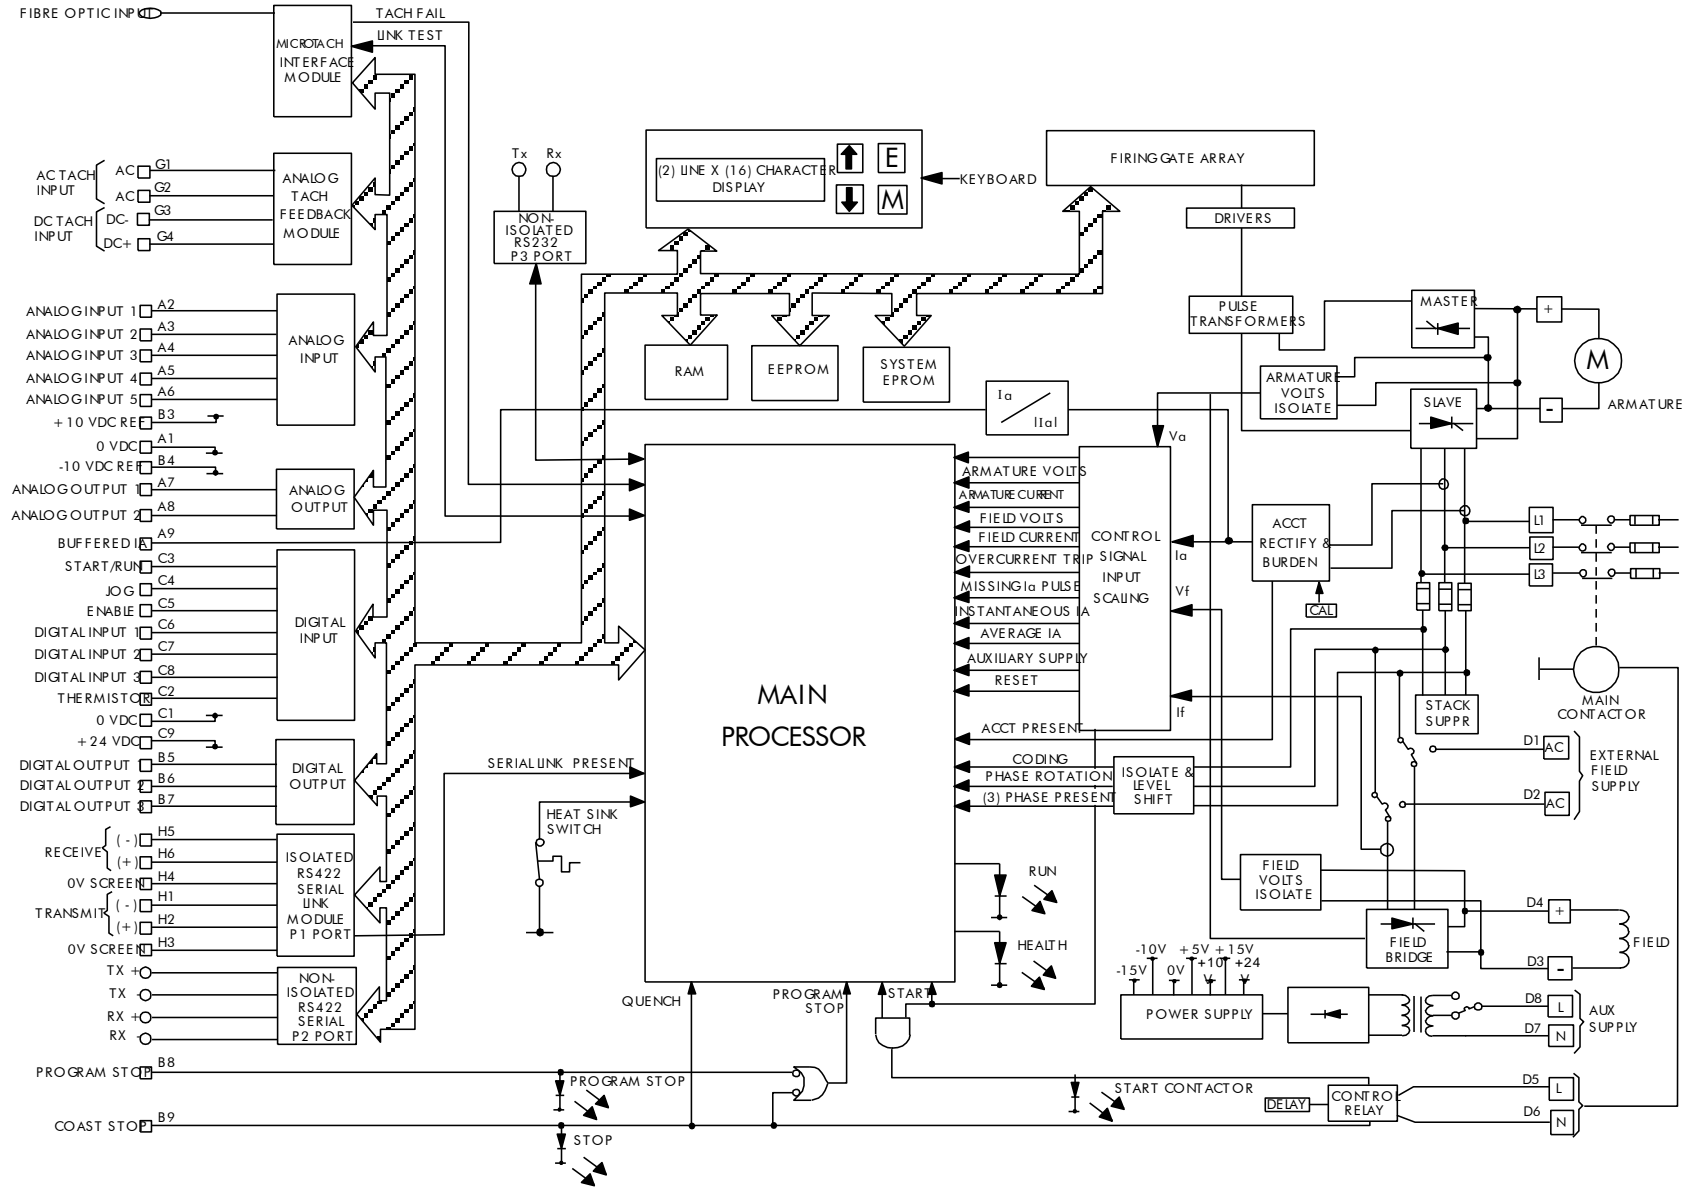 FIBRE OPTIC INPUT
TACH FAIL
LINK TEST
MICROTACH
INTERFACE
MODULE
AC TACH
INPUT
AC
G1
AC
G2
DC TACH
INPUT
DC-
G3
DC+
G4
ANALOG
TACH
FEEDBACK
MODULE
Tx
Rx
NON-
ISOLATED
RS232
P3 PORT
(2) LINE X (16) CHARACTER
DISPLAY
E
M
KEYBOARD
FIRING GATE ARRAY
DRIVERS
PULSE
TRANSFORMERS
MASTER
+
M
ARMATURE
VOLTS
ISOLATE
SLAVE
-
ARMATURE
RAM
EEPROM
SYSTEM
EPROM
Ia
|Ia|
ANALOG INPUT 1
A2
ANALOG INPUT 2
A3
ANALOG INPUT 3
A4
ANALOG INPUT 4
A5
ANALOG INPUT 5
A6
ANALOG
INPUT
+10 VDC REF
B3
0 VDC
A1
-10 VDC REF
B4
ANALOG OUTPUT 1
A7
ANALOG OUTPUT 2
A8
ANALOG
OUTPUT
BUFFERED IA
A9
START/RUN
C3
JOG
C4
ENABLE
C5
DIGITAL INPUT 1
C6
DIGITAL INPUT 2
C7
DIGITAL INPUT 3
C8
THERMISTOR
C2
DIGITAL
INPUT
0 VDC
C1
+24 VDC
C9
DIGITAL OUTPUT 1
B5
DIGITAL OUTPUT 2
B6
DIGITAL OUTPUT 3
B7
DIGITAL
OUTPUT
RECEIVE
(-)
H5
(+)
H6
0V SCREEN
H4
TRANSMIT
(-)
H1
(+)
H2
0V SCREEN
H3
ISOLATED
RS422
SERIAL
LINK
MODULE
P1 PORT
TX +
TX -
RX +
RX -
NON-
ISOLATED
RS422
SERIAL
P2 PORT
SERIAL LINK PRESENT
HEAT SINK
SWITCH
MAIN
PROCESSOR
ARMATURE VOLTS
ARMATURE CURRENT
FIELD VOLTS
FIELD CURRENT
OVERCURRENT TRIP
MISSING Ia PULSE
INSTANTANEOUS IA
AVERAGE IA
AUXILIARY SUPPLY
RESET
ACCT PRESENT
CODING
PHASE ROTATION
(3) PHASE PRESENT
Va
CONTROL
SIGNAL
INPUT
SCALING
Ia
Vf
If
ACCT
RECTIFY &
BURDEN
CAL
L1
L2
L3
ISOLATE &
LEVEL
SHIFT
STACK
SUPPR
MAIN
CONTACTOR
D1
AC
D2
AC
EXTERNAL
FIELD
SUPPLY
RUN
HEALTH
FIELD
VOLTS
ISOLATE
FIELD
BRIDGE
D4
+
D3
-
FIELD
-15V
-10V
0V
+5V
+10
V
+15V
+24
V
POWER SUPPLY
D8
L
D7
N
AUX
SUPPLY
QUENCH
PROGRAM
STOP
START
PROGRAM STOP
B8
PROGRAM STOP
COAST STOP
B9
STOP
START CONTACTOR
DELAY
CONTROL
RELAY
D5
L
D6
N